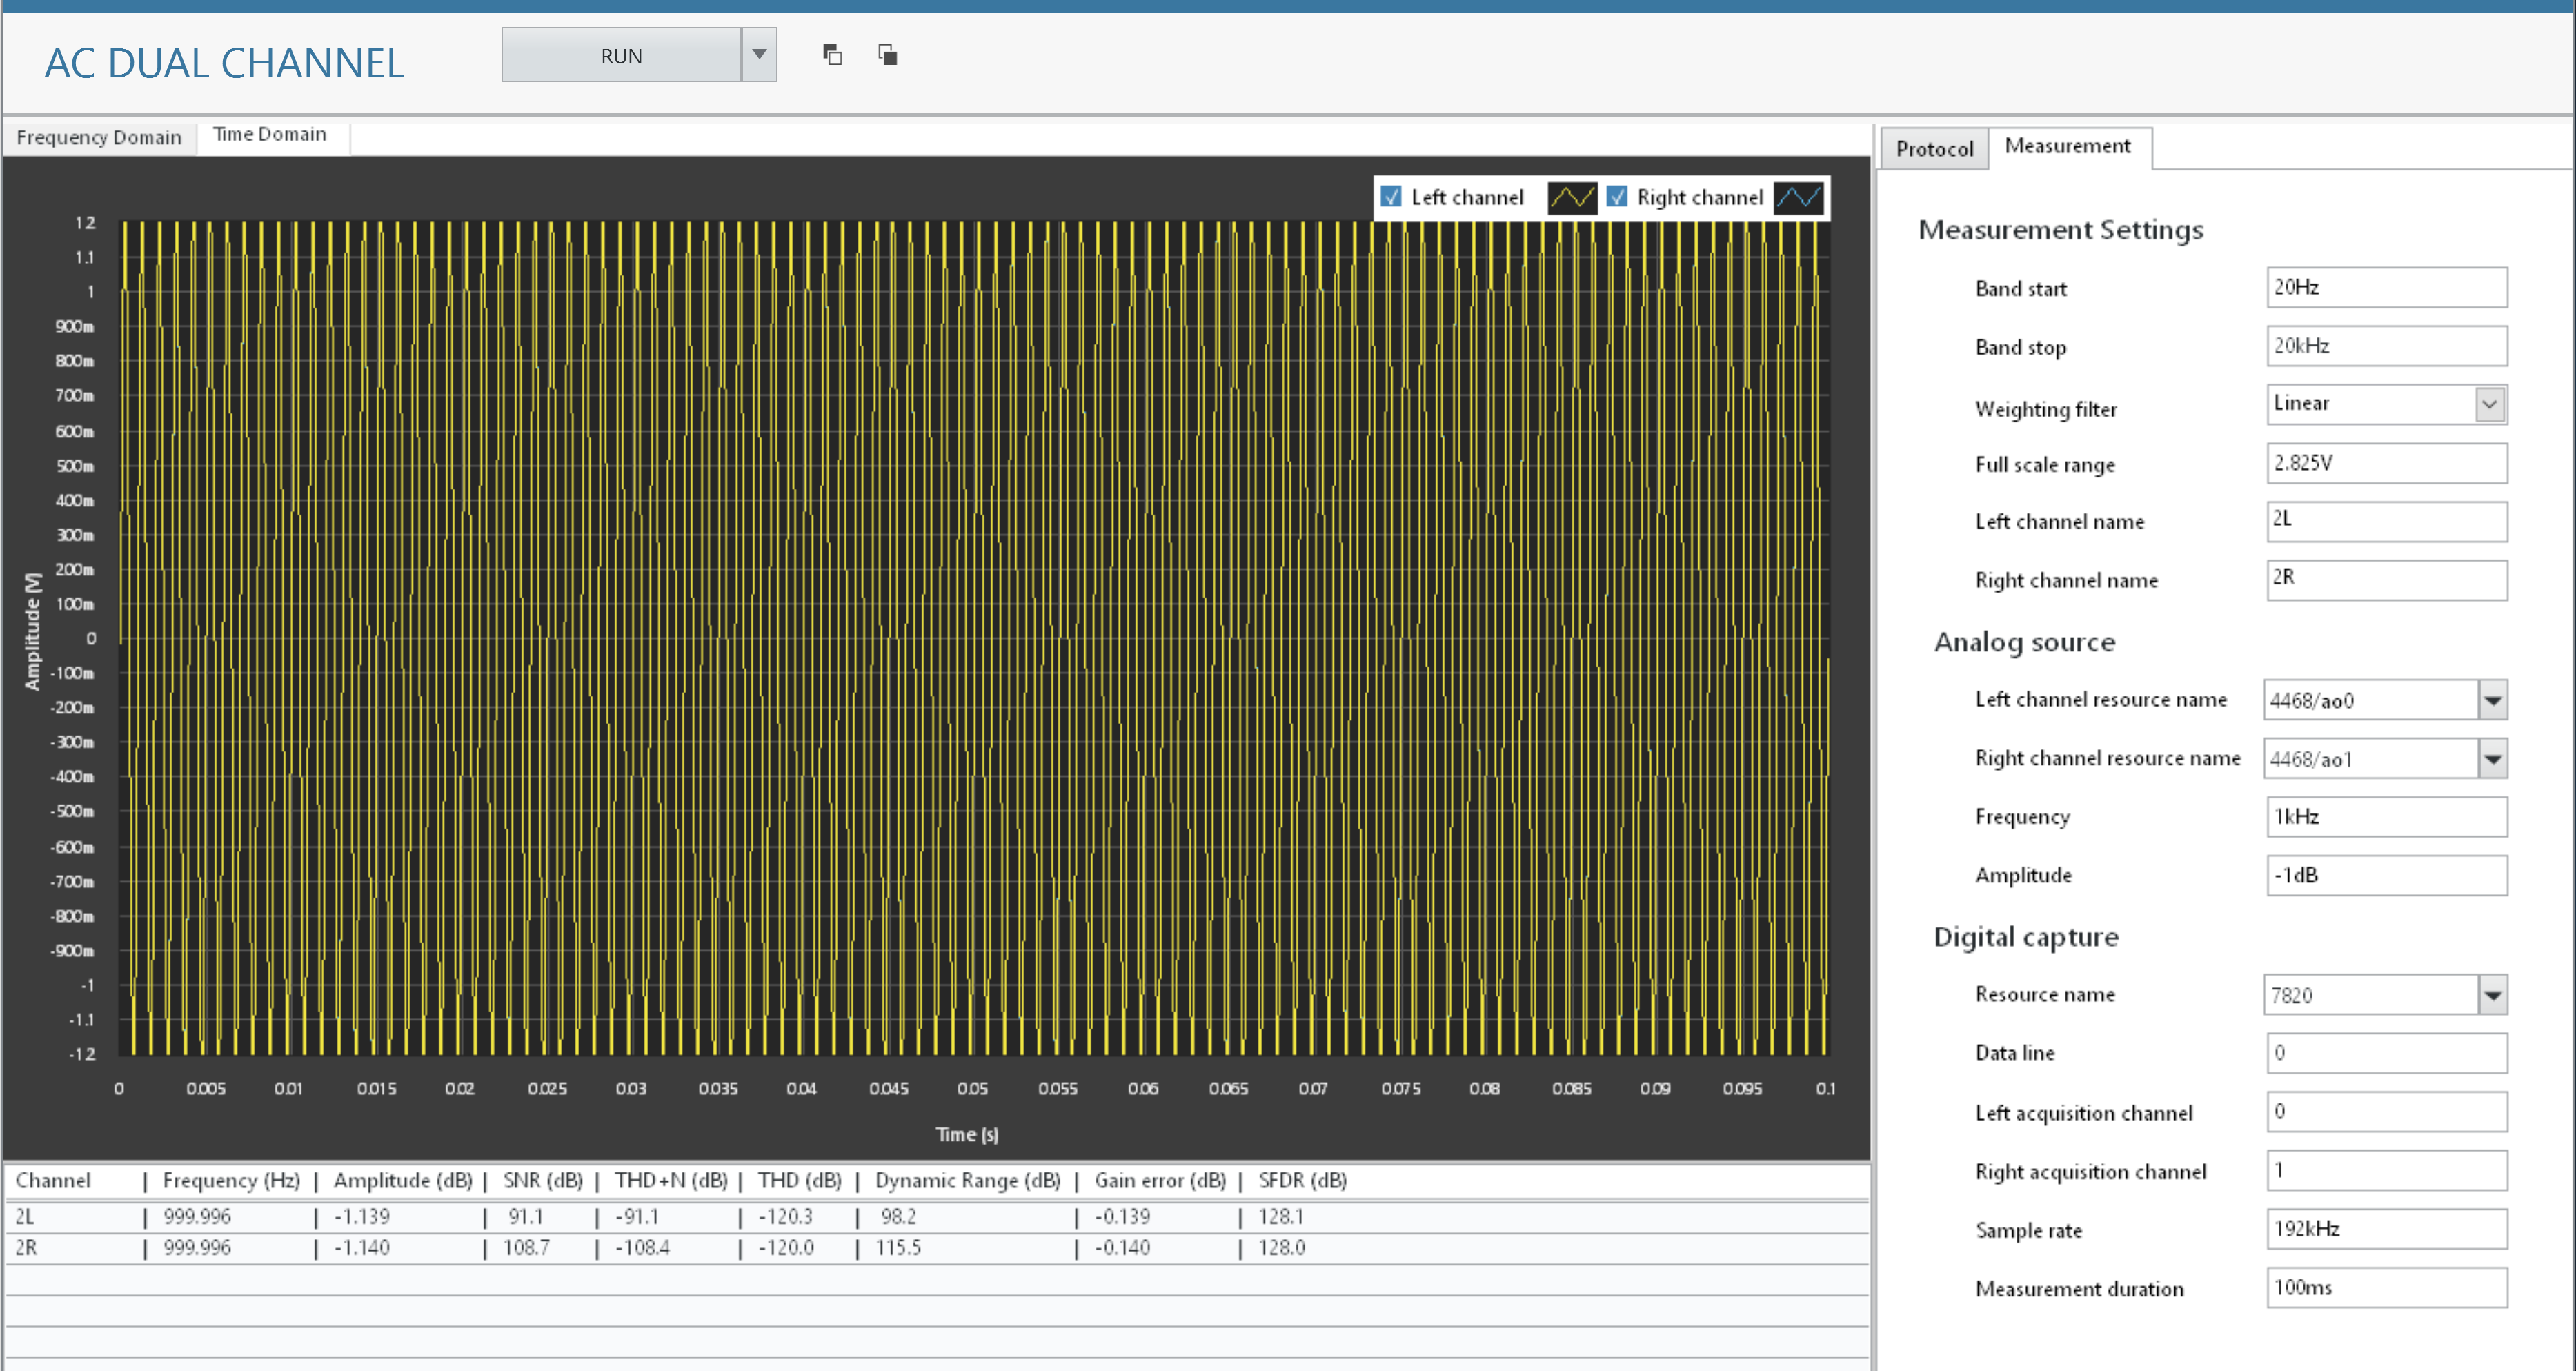 AC DUAL CHANNEL
RUN
Frequency Domain
Time Domain
Left channel
Right channel
1.2
1.1
1
900m
800m
700m
600m
500m
400m
300m
200m
100m
0
-100m
-200m
-300m
-400m
-500m
-600m
-700m
-800m
-900m
-1
-1.1
-1.2
Amplitude (V)
0 0.005 0.01 0.015 0.02 0.025 0.03 0.035 0.04 0.045 0.05 0.055 0.06 0.065 0.07 0.075 0.08 0.085 0.09 0.095 0.1
Time (s)
Channel | Frequency (Hz) | Amplitude (dB) | SNR (dB) | THD+N (dB) | THD (dB) | Dynamic Range (dB) | Gain error (dB) | SFDR (dB)
2L | 999.996 | -1.139 | 91.1 | -91.1 | -120.3 | 98.2 | -0.139 | 128.1
2R | 999.996 | -1.140 | 108.7 | -108.4 | -120.0 | 115.5 | -0.140 | 128.0
Protocol
Measurement
Measurement Settings
Band start 20Hz
Band stop 20kHz
Weighting filter Linear
Full scale range 2.825V
Left channel name 2L
Right channel name 2R
Analog source
Left channel resource name 4468/ao0
Right channel resource name 4468/ao1
Frequency 1kHz
Amplitude -1dB
Digital capture
Resource name 7820
Data line 0
Left acquisition channel 0
Right acquisition channel 1
Sample rate 192kHz
Measurement duration 100ms